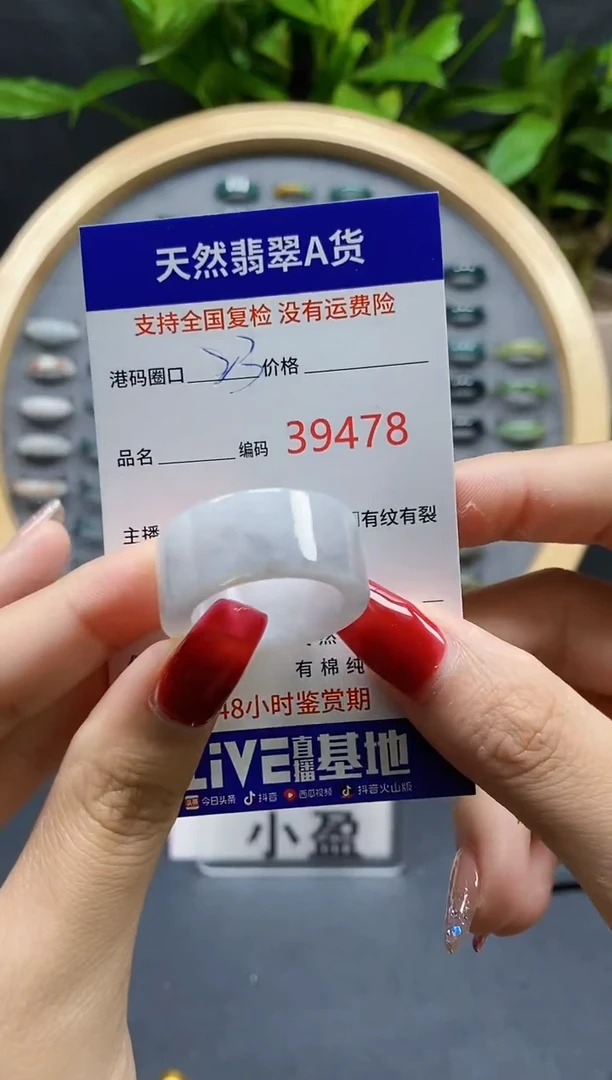 天然翡翠A货
支持全国复检 没有运费险
港码圈口 23 价格
品名 编码 39478
主播 有纹有裂
有棉纯
48小时鉴赏期
LiVE直播基地
头条 今日头条 抖音 西瓜视频 抖音火山版
小盈